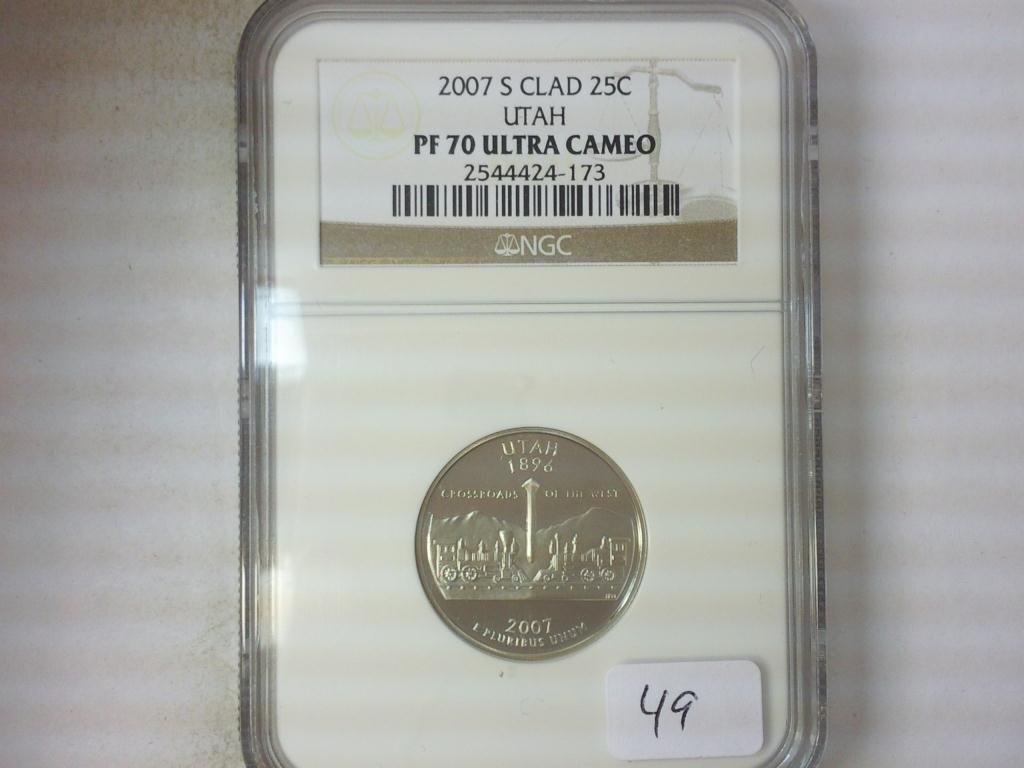 2007 S CLAD 25C
UTAH
PF 70 ULTRA CAMEO
2544424-173
NGC
UTAH
1896
CROSSROADS OF THE WEST
2007
E PLURIBUS UNUM
49